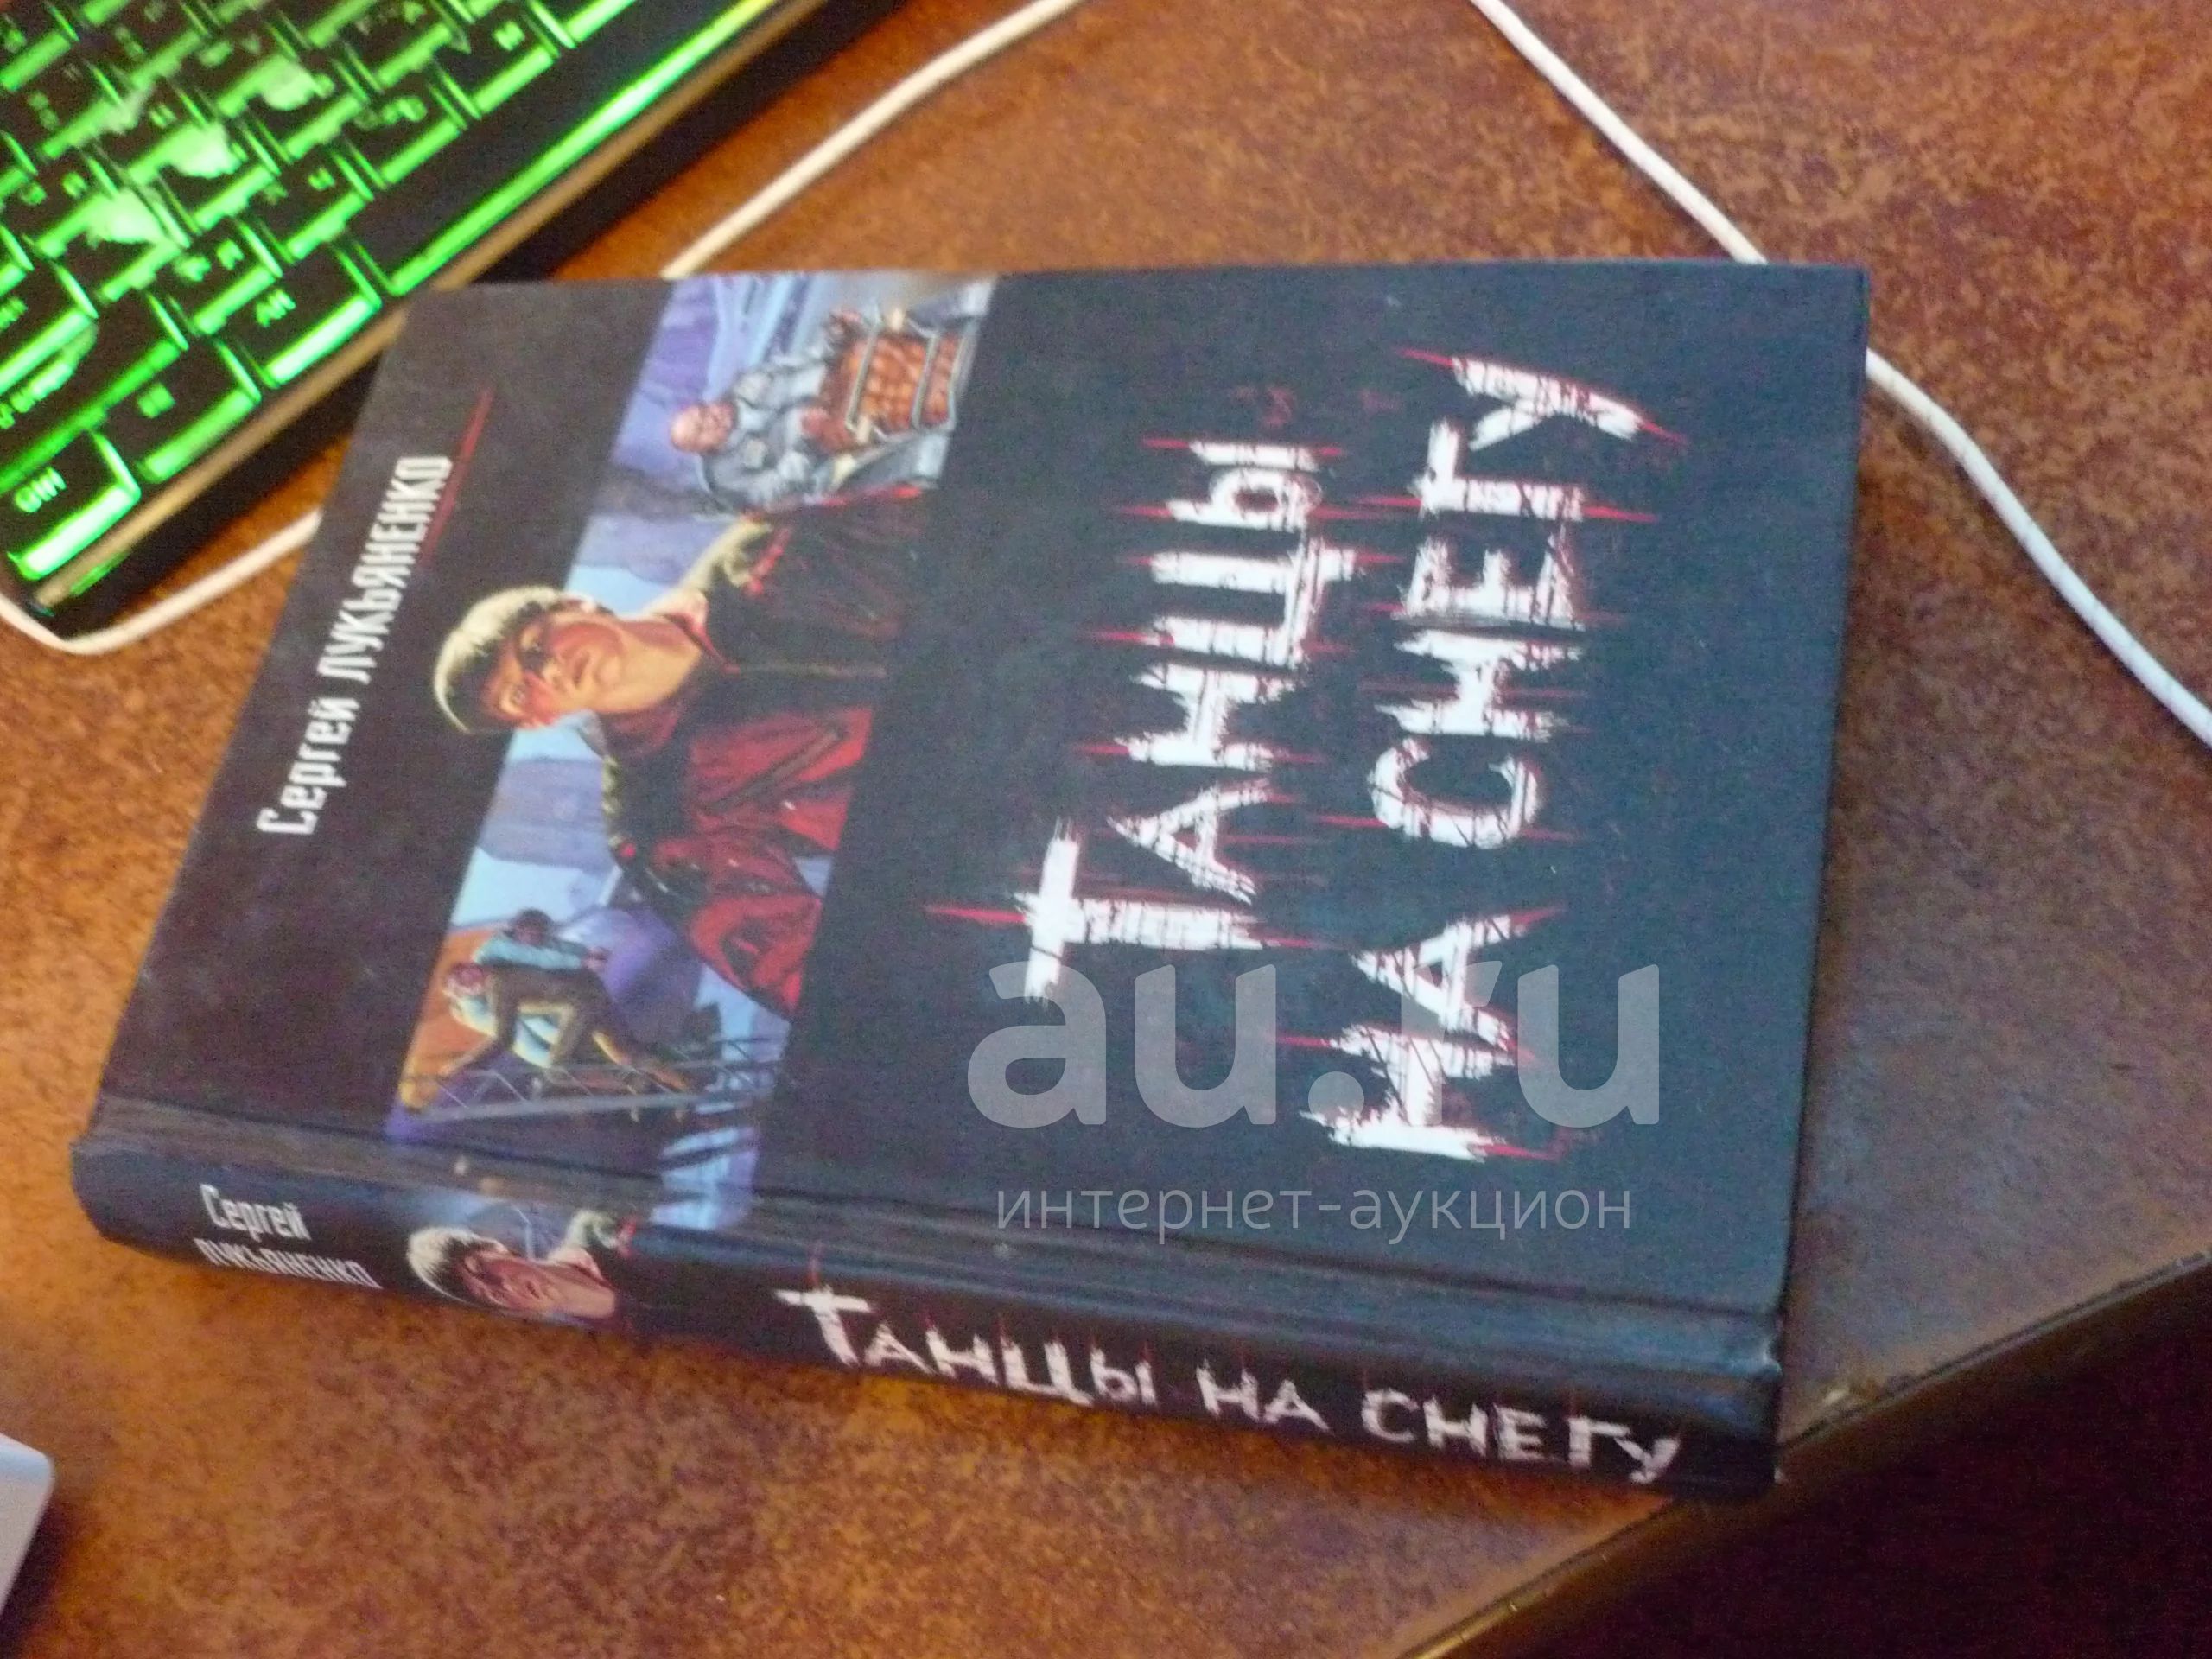 Сергей ЛУКЬЯНЕНКО
ТАНЦЫ
НА СНЕГУ
Сергей
ЛУКЬЯНЕНКО
ТАНЦЫ НА СНЕГУ
au.ru
интернет-аукцион